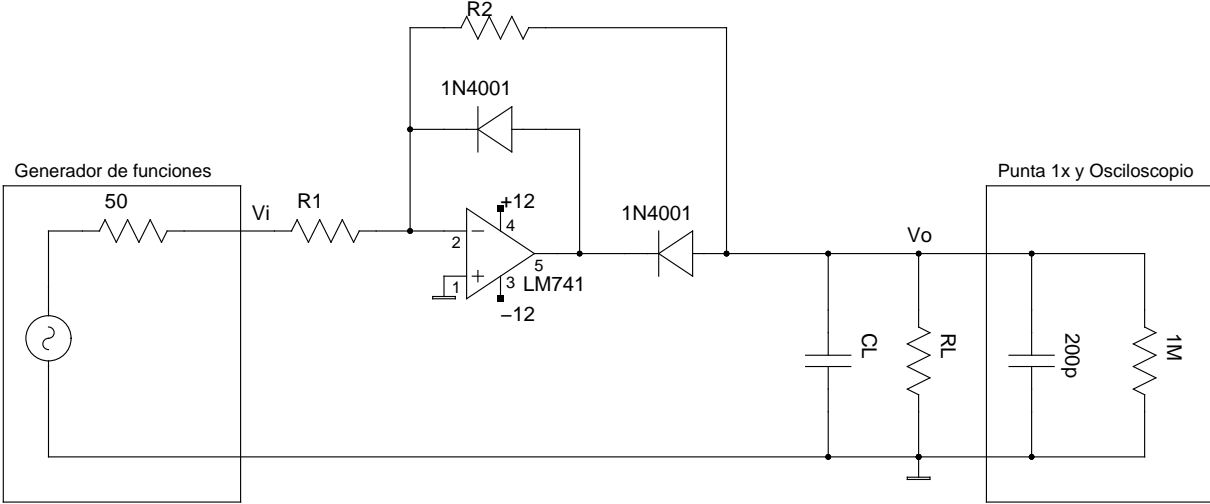 R2
1N4001
Generador de funciones
Punta 1x y Osciloscopio
50
Vi
R1
+12
4
2
1N4001
Vo
5
LM741
1
3
−12
CL
RL
200p
1M